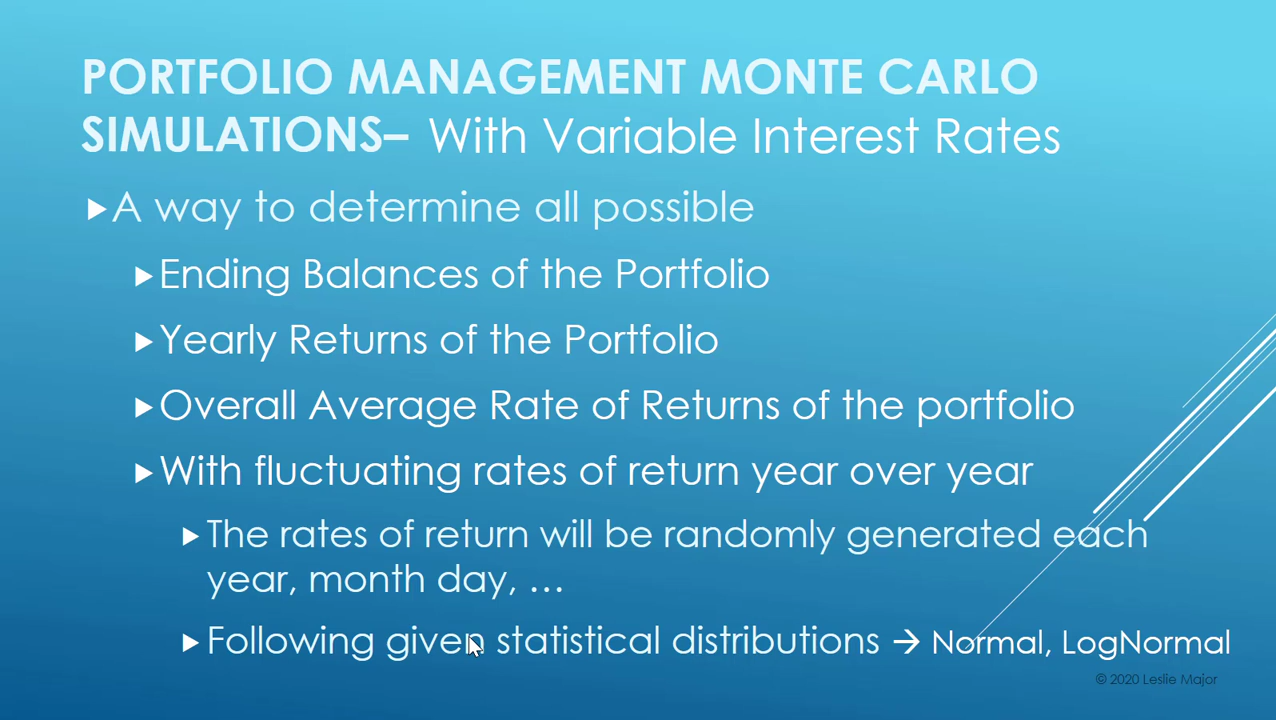 PORTFOLIO MANAGEMENT MONTE CARLO
SIMULATIONS– With Variable Interest Rates
A way to determine all possible
Ending Balances of the Portfolio
Yearly Returns of the Portfolio
Overall Average Rate of Returns of the portfolio
With fluctuating rates of return year over year
The rates of return will be randomly generated each
year, month day, …
Following given statistical distributions → Normal, LogNormal
© 2020 Leslie Major